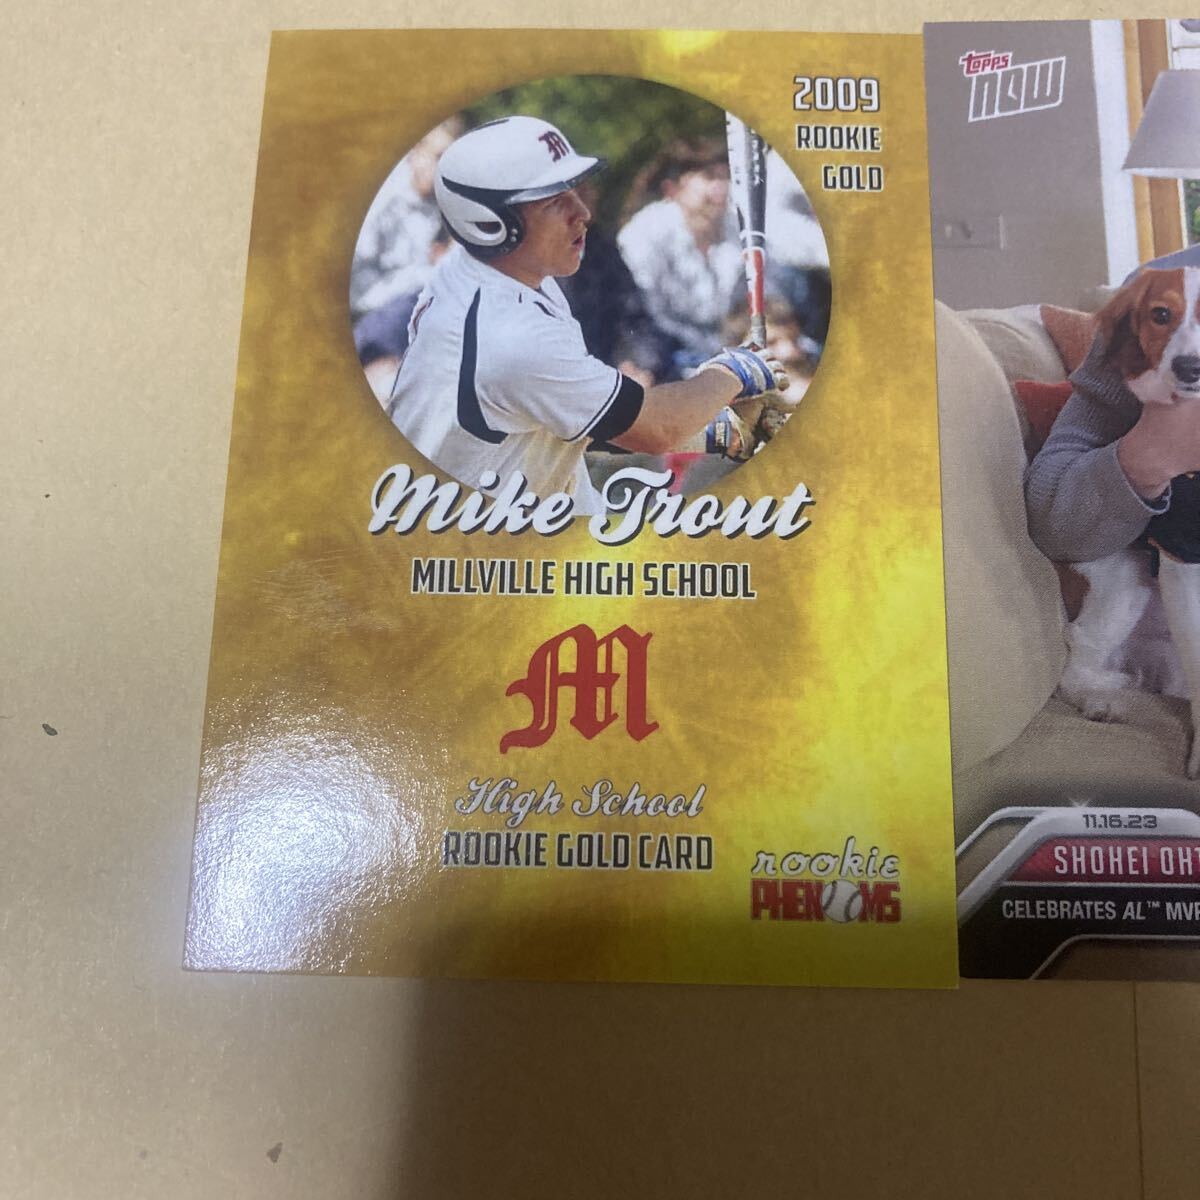 2009
ROOKIE
GOLD
M
Mike Trout
MILLVILLE HIGH SCHOOL
M
High School
ROOKIE GOLD CARD
rookie
PHENOMS
topps
NOW
11.16.23
SHOHEI OHT
CELEBRATES AL™ MVP